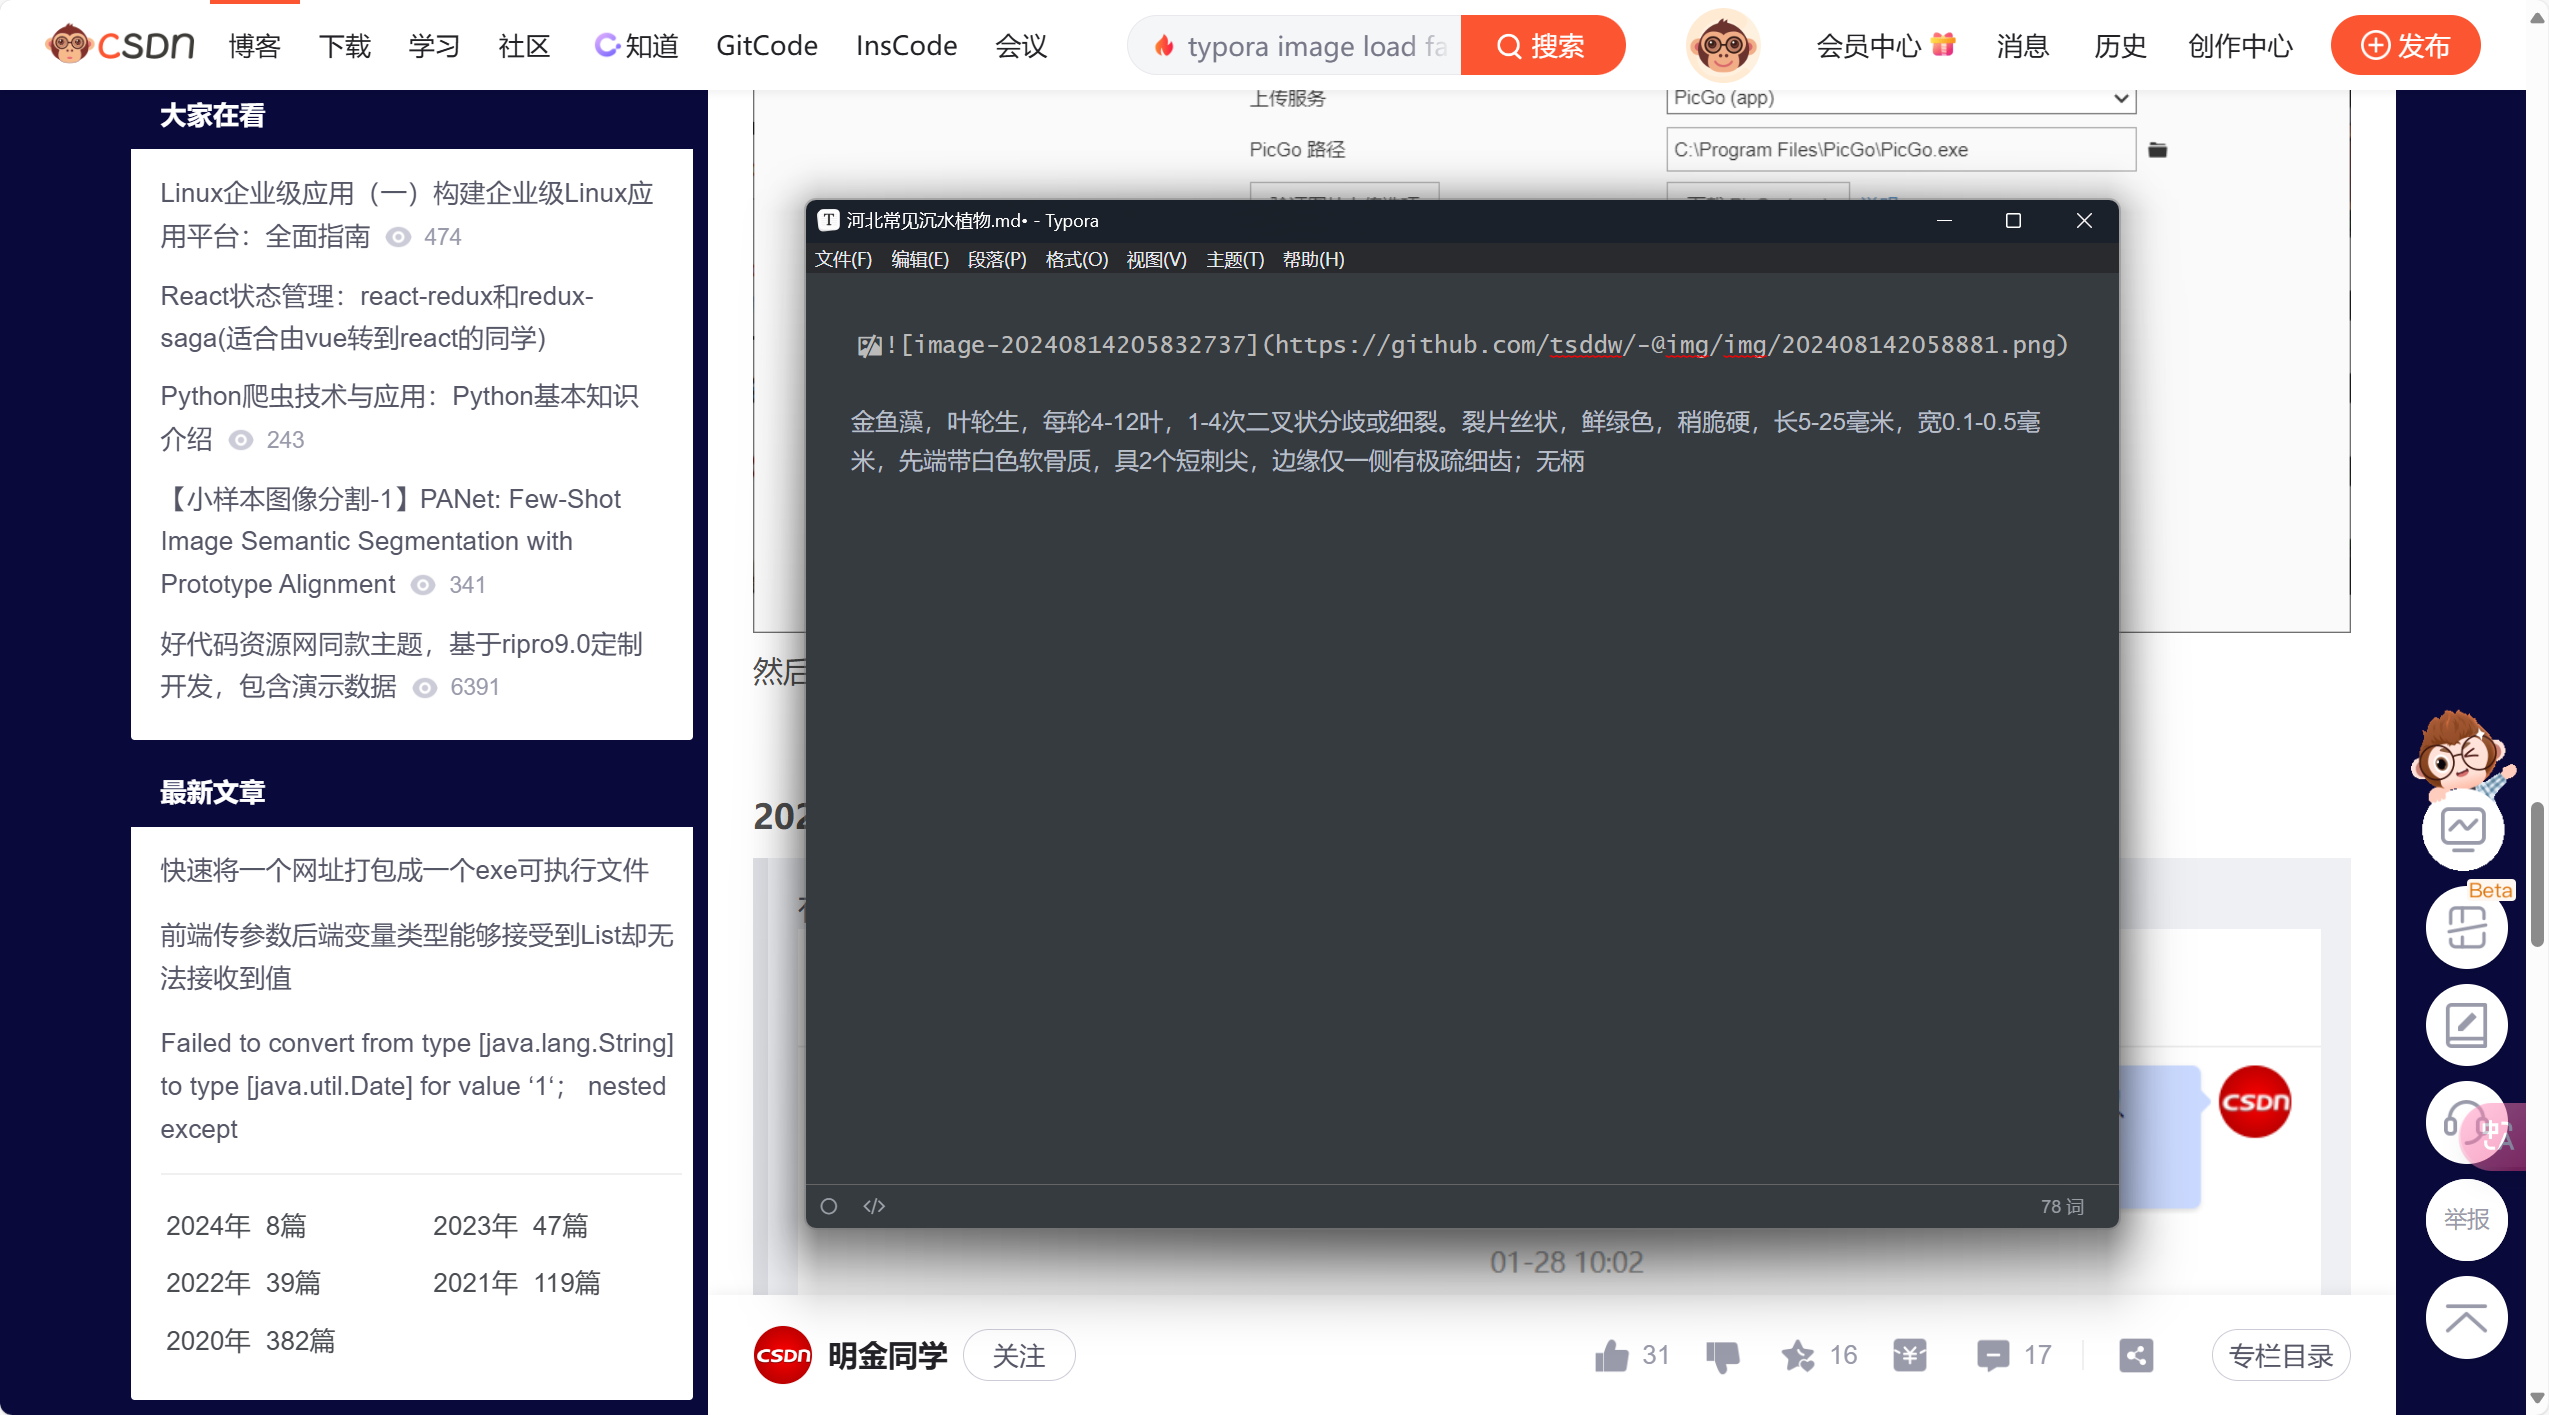 CSDN 博客 下载 学习 社区 知道 GitCode InsCode 会议 typora image load fa 搜索 会员中心 消息 历史 创作中心 发布
大家在看
Linux企业级应用（一）构建企业级Linux应
用平台：全面指南 474
React状态管理：react-redux和redux-
saga(适合由vue转到react的同学)
Python爬虫技术与应用：Python基本知识
介绍 243
【小样本图像分割-1】PANet: Few-Shot
Image Semantic Segmentation with
Prototype Alignment 341
好代码资源网同款主题，基于ripro9.0定制
开发，包含演示数据 6391
最新文章
快速将一个网址打包成一个exe可执行文件
前端传参数后端变量类型能够接受到List却无
法接收到值
Failed to convert from type [java.lang.String]
to type [java.util.Date] for value ‘1‘； nested
except
2024年 8篇 2023年 47篇
2022年 39篇 2021年 119篇
2020年 382篇
上传服务 PicGo (app)
PicGo 路径 C:\Program Files\PicGo\PicGo.exe
河北常见沉水植物.md• - Typora
文件(F) 编辑(E) 段落(P) 格式(O) 视图(V) 主题(T) 帮助(H)
![image-20240814205832737](https://github.com/tsddw/-@img/img/202408142058881.png)
金鱼藻，叶轮生，每轮4-12叶，1-4次二叉状分歧或细裂。裂片丝状，鲜绿色，稍脆硬，长5-25毫米，宽0.1-0.5毫
米，先端带白色软骨质，具2个短刺尖，边缘仅一侧有极疏细齿；无柄
78 词
然后
202
CSDN
01-28 10:02
CSDN 明金同学 关注 31 16 17 专栏目录
Beta
举报